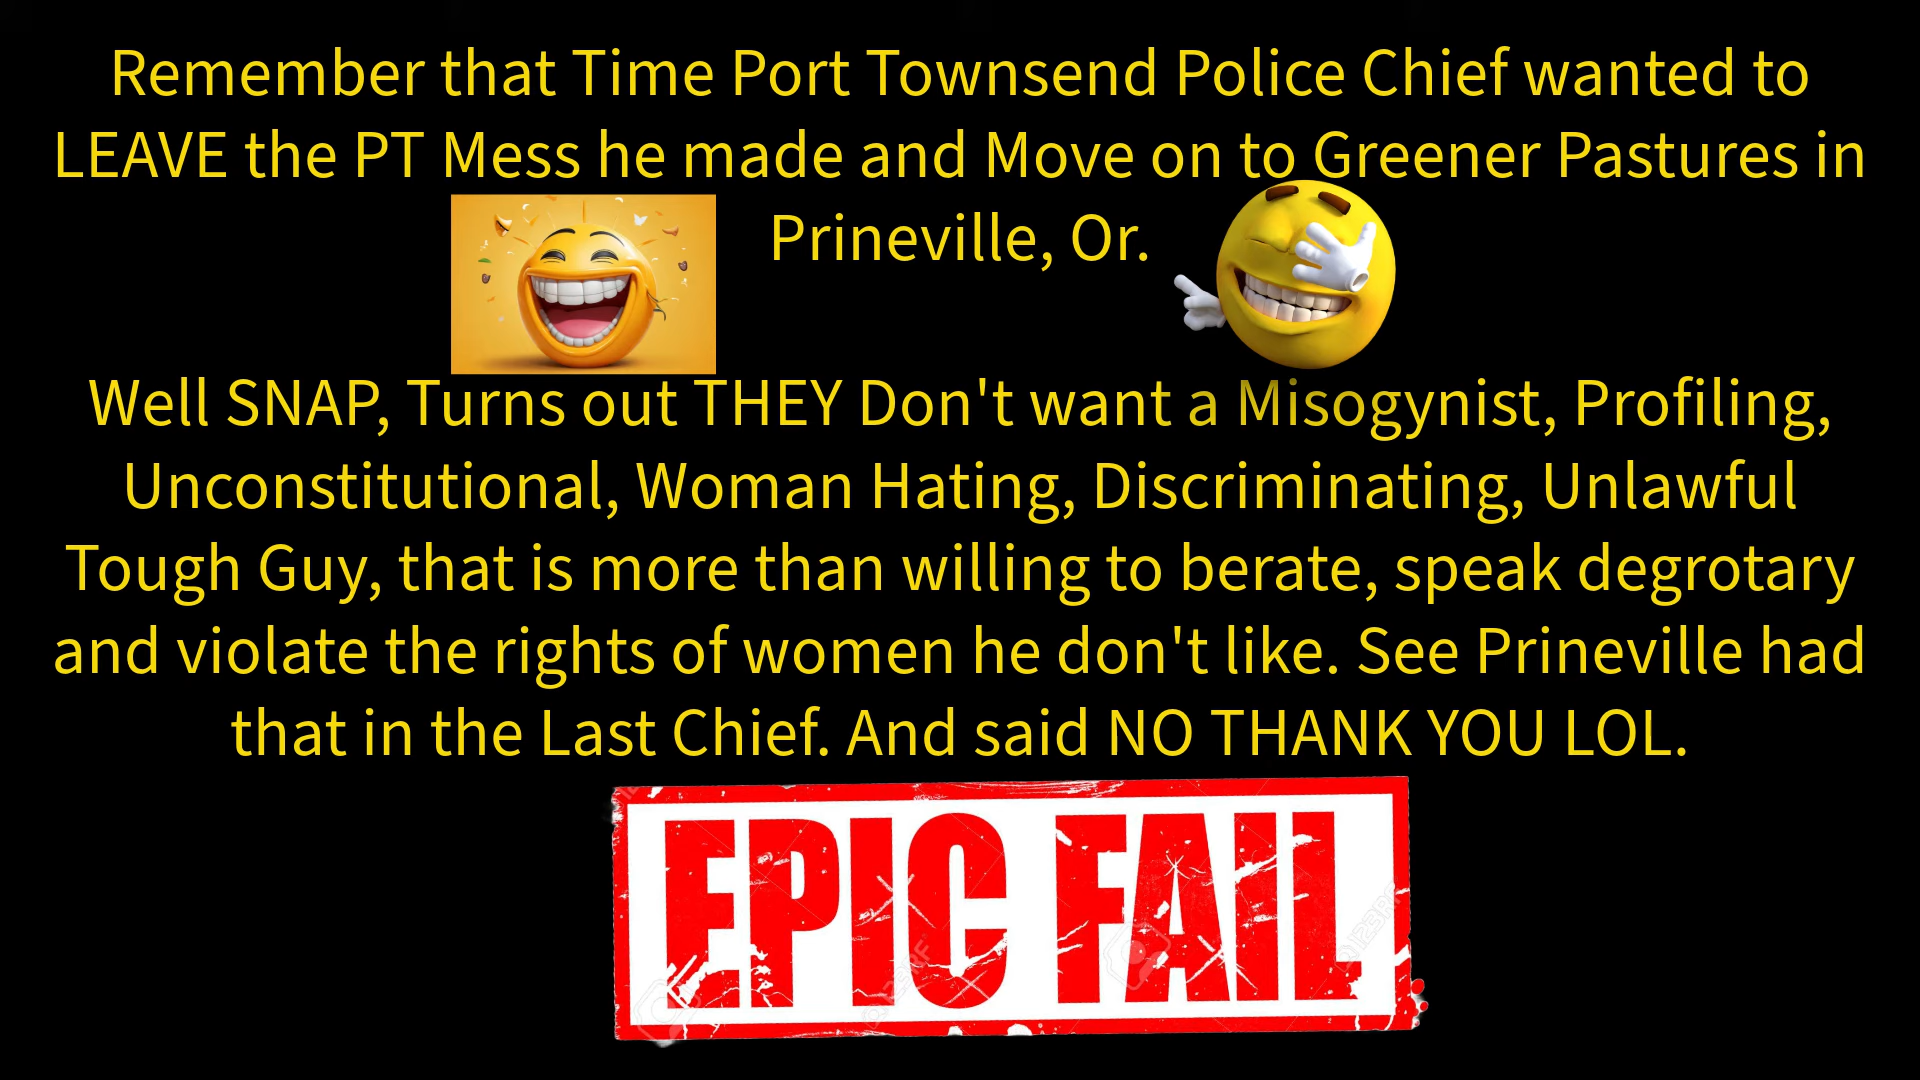 Remember that Time Port Townsend Police Chief wanted to
LEAVE the PT Mess he made and Move on to Greener Pastures in
Prineville, Or.
Well SNAP, Turns out THEY Don't want a Misogynist, Profiling,
Unconstitutional, Woman Hating, Discriminating, Unlawful
Tough Guy, that is more than willing to berate, speak degrotary
and violate the rights of women he don't like. See Prineville had
that in the Last Chief. And said NO THANK YOU LOL.
EPIC FAIL